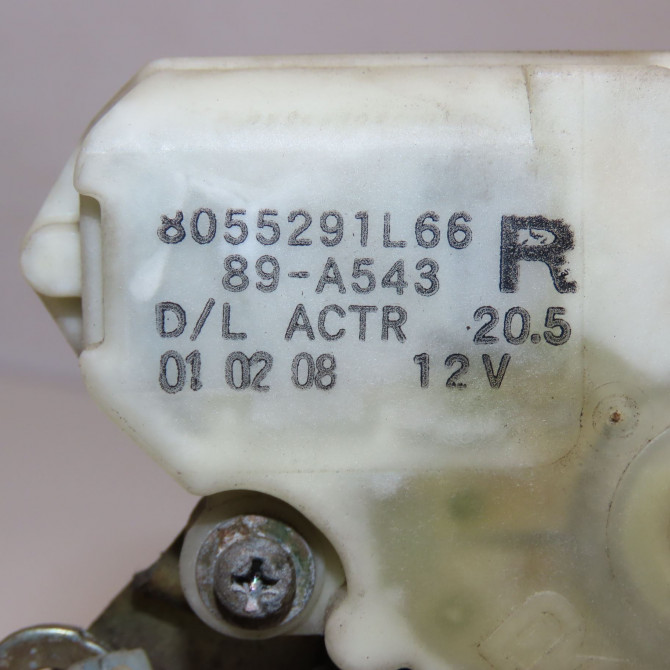 8055291L66 R
89-A543
D/L ACTR 20.5
01 02 08 12V